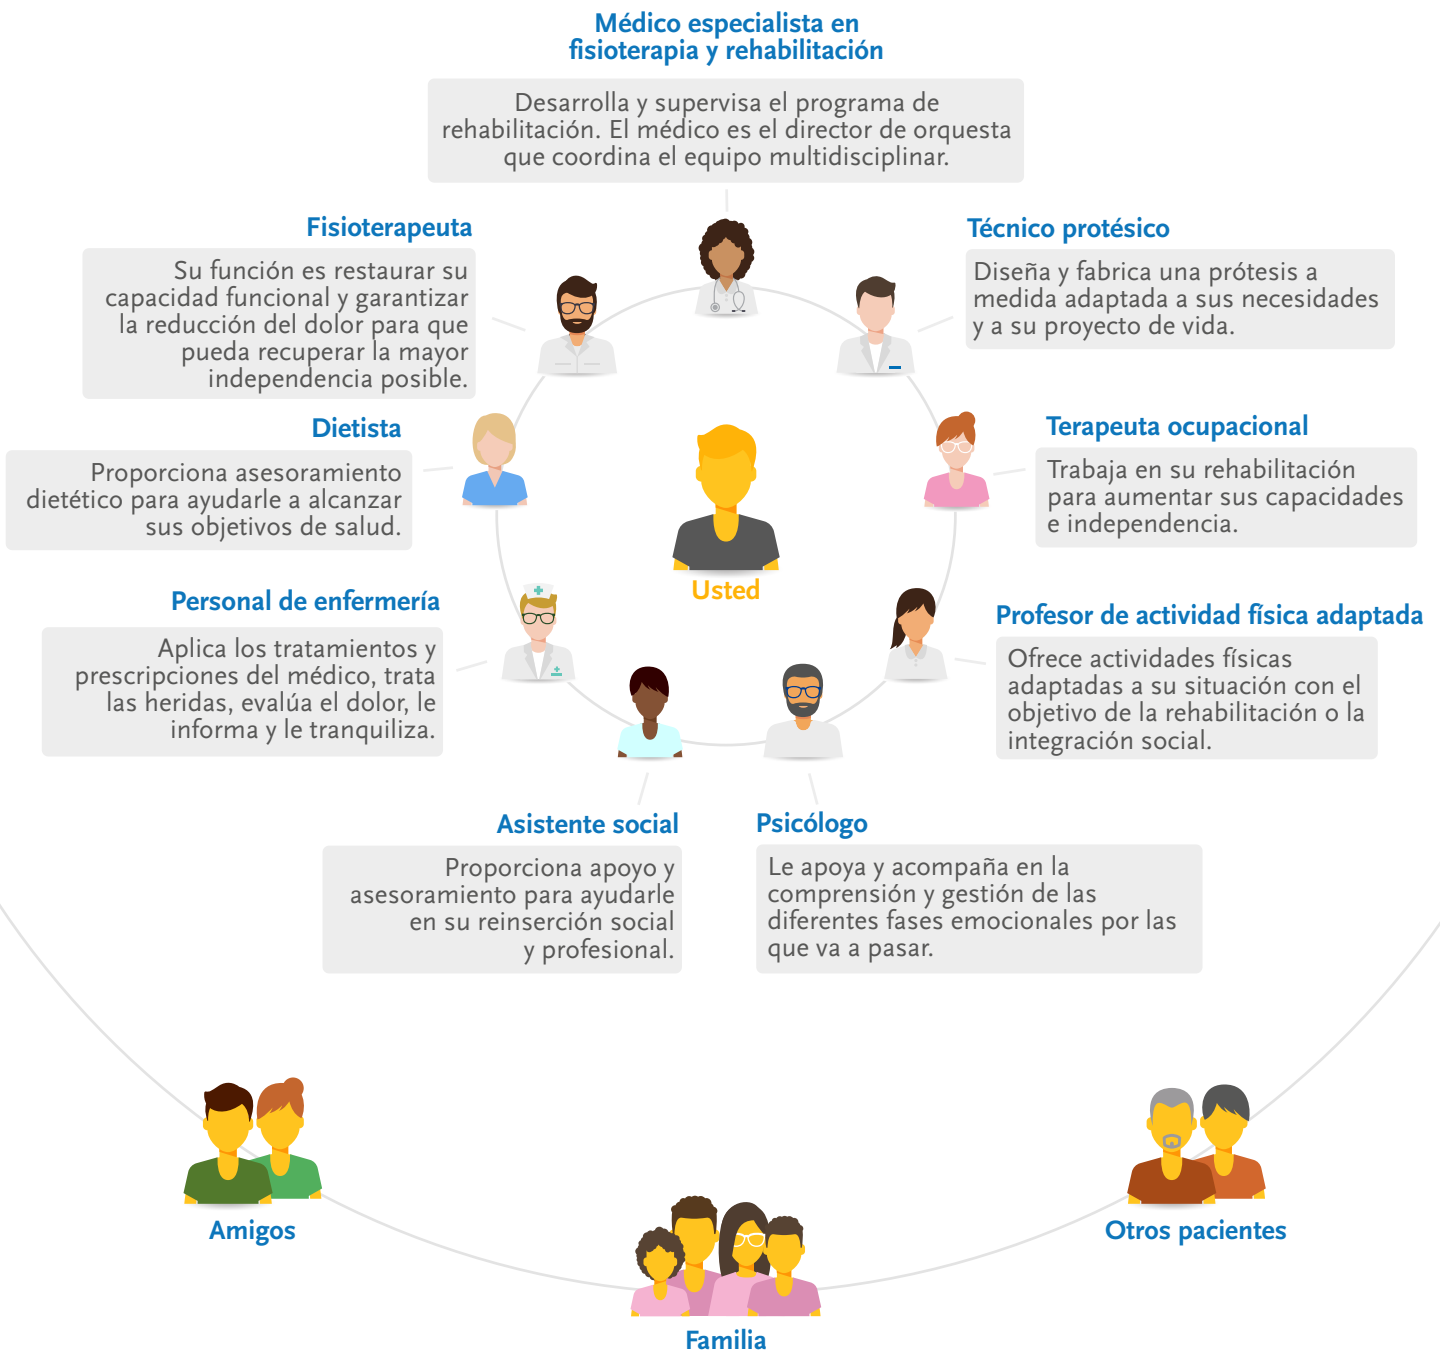 Médico especialista en
fisioterapia y rehabilitación
Desarrolla y supervisa el programa de
rehabilitación. El médico es el director de orquesta
que coordina el equipo multidisciplinar.
Fisioterapeuta
Su función es restaurar su
capacidad funcional y garantizar
la reducción del dolor para que
pueda recuperar la mayor
independencia posible.
Técnico protésico
Diseña y fabrica una prótesis a
medida adaptada a sus necesidades
y a su proyecto de vida.
Dietista
Proporciona asesoramiento
dietético para ayudarle a alcanzar
sus objetivos de salud.
Terapeuta ocupacional
Trabaja en su rehabilitación
para aumentar sus capacidades
e independencia.
Usted
Personal de enfermería
Aplica los tratamientos y
prescripciones del médico, trata
las heridas, evalúa el dolor, le
informa y le tranquiliza.
Profesor de actividad física adaptada
Ofrece actividades físicas
adaptadas a su situación con el
objetivo de la rehabilitación o la
integración social.
Asistente social
Proporciona apoyo y
asesoramiento para ayudarle
en su reinserción social
y profesional.
Psicólogo
Le apoya y acompaña en la
comprensión y gestión de las
diferentes fases emocionales por las
que va a pasar.
Amigos
Otros pacientes
Familia